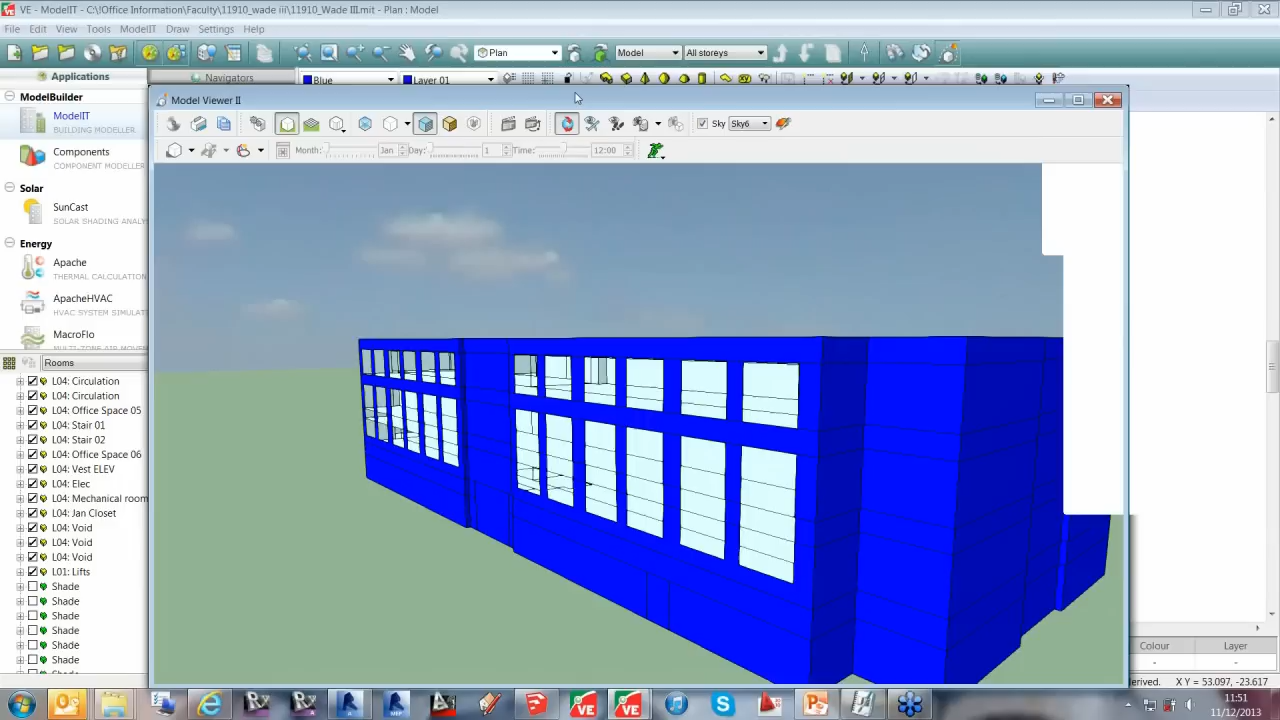 VE - ModelIT - C:\!Office Information\Faculty\11910_wade iii\11910_Wade III.mit - Plan : Model
File Edit View Tools ModelIT Draw Settings Help
Plan Model All storeys
Applications Navigators Blue Layer 01
Model Viewer II
Sky Sky6
Month: Jan Day: 1 Time: 12:00
ModelBuilder
ModelIT
BUILDING MODELLER.
Components
COMPONENT MODELLER
Solar
SunCast
SOLAR SHADING ANALY
Energy
Apache
THERMAL CALCULATION
ApacheHVAC
HVAC SYSTEM SIMULAT
MacroFlo
MULTI-ZONE AIR MOVEM
Rooms
L04: Circulation
L04: Circulation
L04: Office Space 05
L04: Stair 01
L04: Stair 02
L04: Office Space 06
L04: Vest ELEV
L04: Elec
L04: Mechanical room
L04: Jan Closet
L04: Void
L04: Void
L04: Void
L01: Lifts
Shade
Shade
Shade
Shade
Shade
Shade
Colour Layer
- -
erved. X Y = 53.097, -23.617
11:51
11/12/2013